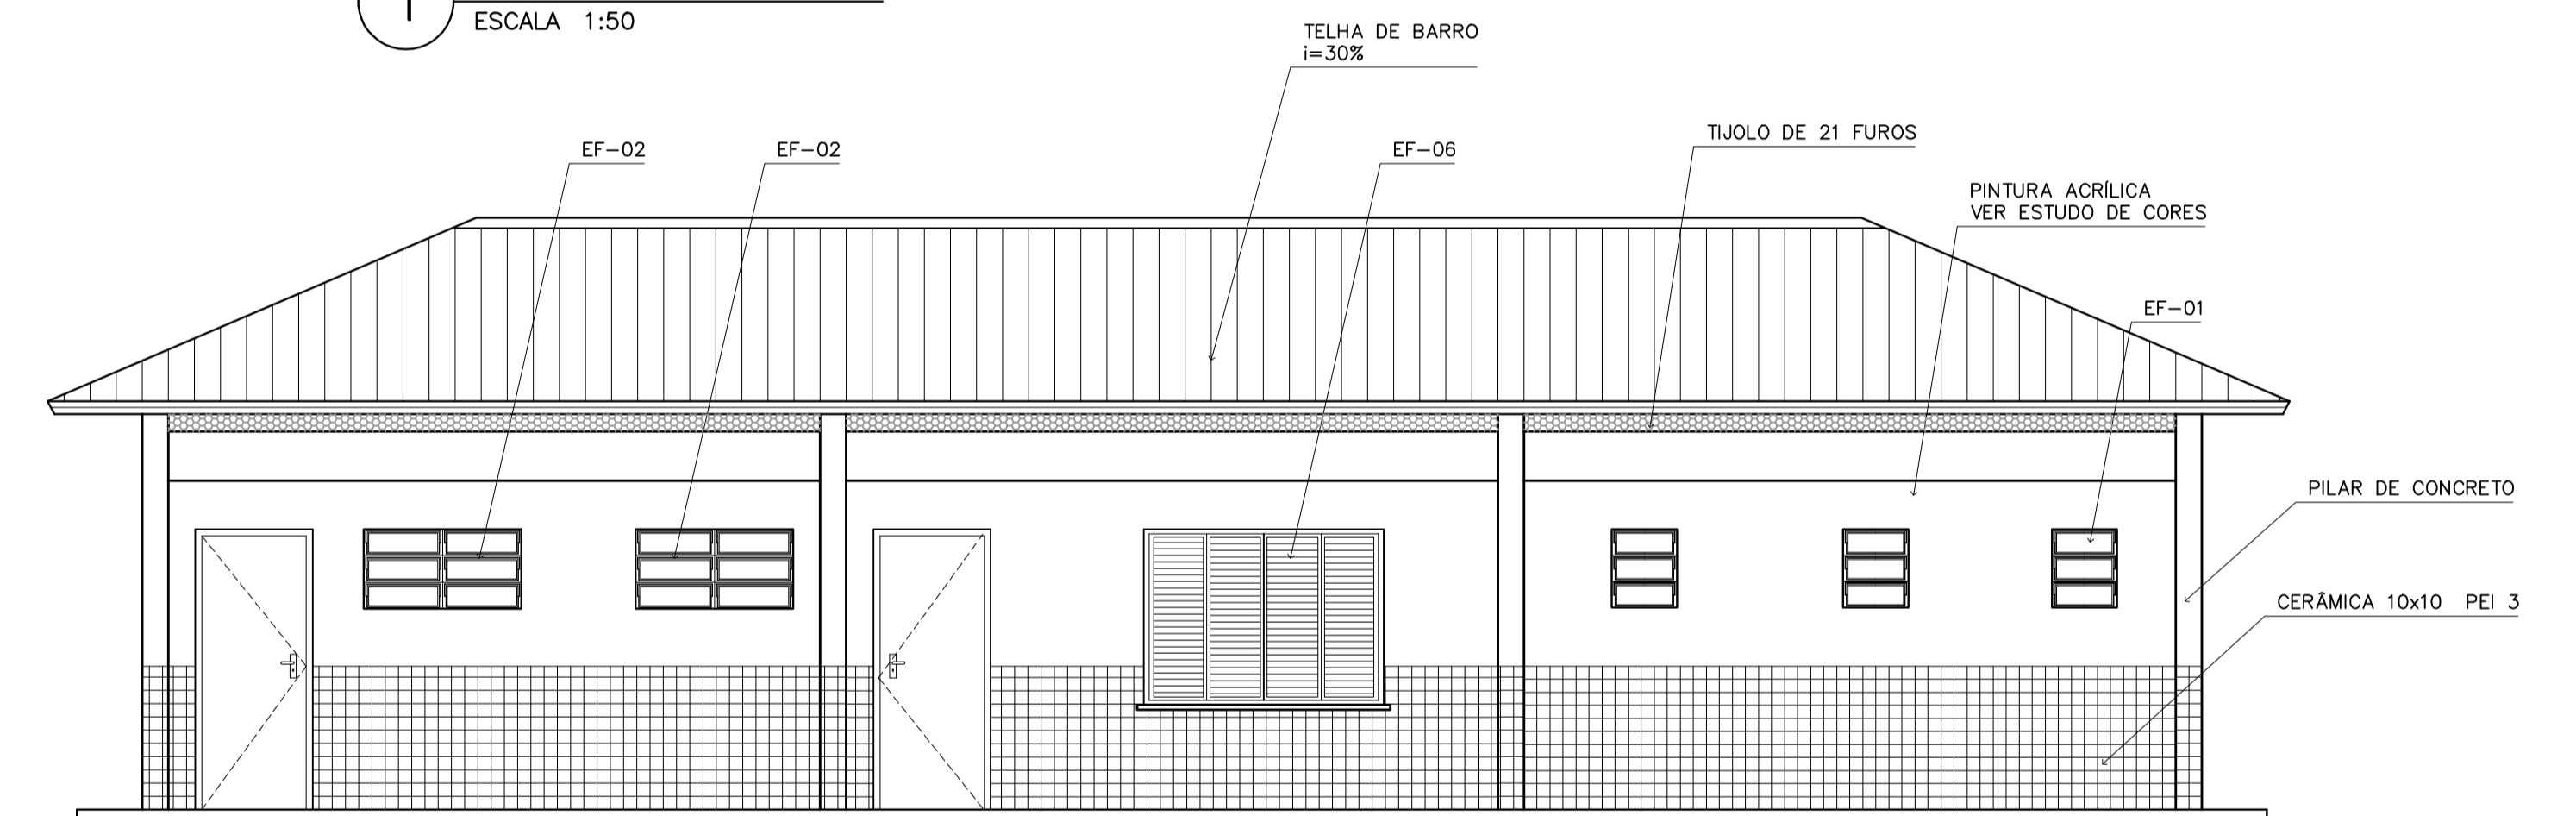 1
ESCALA 1:50
TELHA DE BARRO
i=30%
TIJOLO DE 21 FUROS
EF-02
EF-02
EF-06
PINTURA ACRÍLICA
VER ESTUDO DE CORES
EF-01
PILAR DE CONCRETO
CERÂMICA 10x10 PEI 3